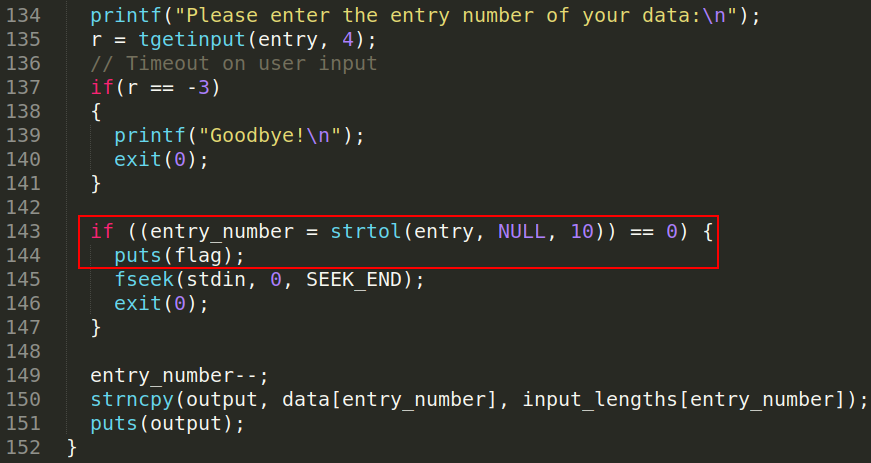 134 printf("Please enter the entry number of your data:\n");
135 r = tgetinput(entry, 4);
136 // Timeout on user input
137 if(r == -3)
138 {
139 printf("Goodbye!\n");
140 exit(0);
141 }
142
143 if ((entry_number = strtol(entry, NULL, 10)) == 0) {
144 puts(flag);
145 fseek(stdin, 0, SEEK_END);
146 exit(0);
147 }
148
149 entry_number--;
150 strncpy(output, data[entry_number], input_lengths[entry_number]);
151 puts(output);
152 }